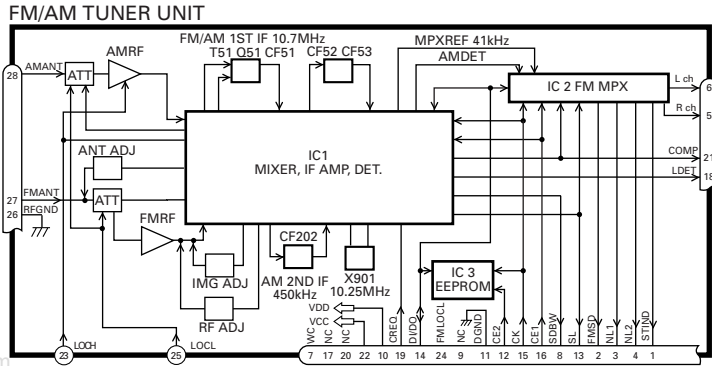 FM/AM TUNER UNIT
FM/AM 1ST IF 10.7MHz
T51 Q51 CF51
CF52 CF53
MPXREF 41kHz
AMDET
AMRF
28
AMANT
ATT
IC 2 FM MPX
L ch
6
R ch
5
IC1
MIXER, IF AMP, DET.
COMP
21
LDET
18
ANT ADJ
27
FMANT
ATT
26
RFGND
FMRF
CF202
AM 2ND IF
450kHz
X901
10.25MHz
IC 3
EEPROM
IMG ADJ
RF ADJ
VDD
VCC
LOCH
23
LOCL
25
WC NC NC CREQ DI/DO FMLOCL NC DGND CE2 CK CE1 SDBW SL FMSD NL1 NL2 STIND
7 17 20 22 10 19 14 24 9 11 12 15 16 8 13 2 3 4 1
m